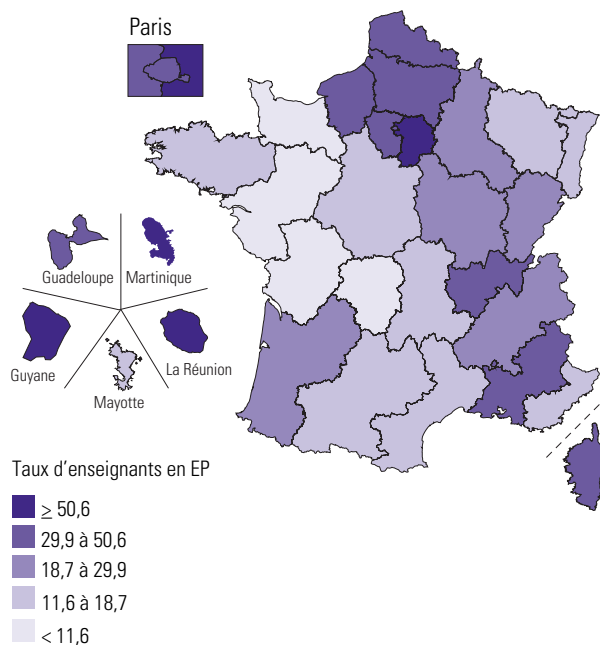 Paris
Guadeloupe
Martinique
Guyane
La Réunion
Mayotte
Taux d'enseignants en EP
≥ 50,6
29,9 à 50,6
18,7 à 29,9
11,6 à 18,7
< 11,6